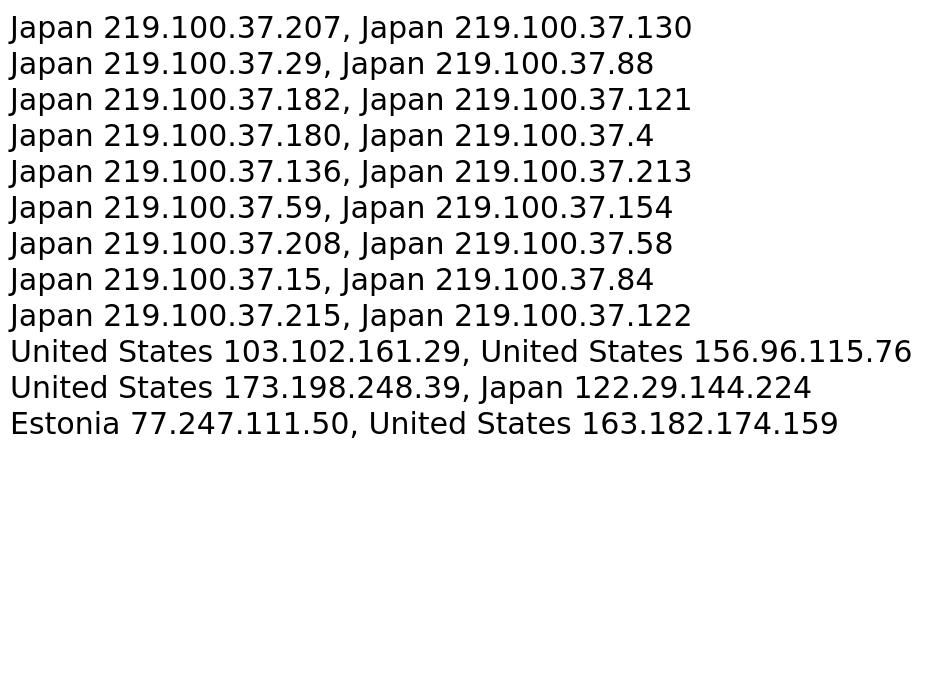 Japan 219.100.37.207, Japan 219.100.37.130
Japan 219.100.37.29, Japan 219.100.37.88
Japan 219.100.37.182, Japan 219.100.37.121
Japan 219.100.37.180, Japan 219.100.37.4
Japan 219.100.37.136, Japan 219.100.37.213
Japan 219.100.37.59, Japan 219.100.37.154
Japan 219.100.37.208, Japan 219.100.37.58
Japan 219.100.37.15, Japan 219.100.37.84
Japan 219.100.37.215, Japan 219.100.37.122
United States 103.102.161.29, United States 156.96.115.76
United States 173.198.248.39, Japan 122.29.144.224
Estonia 77.247.111.50, United States 163.182.174.159